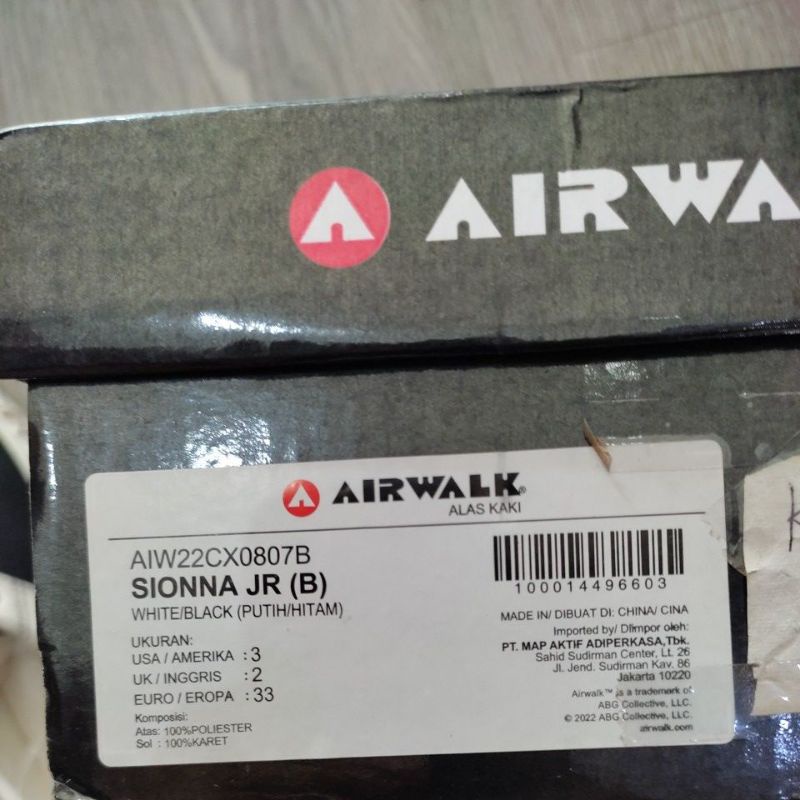 AIRWA
AIRWALK®
ALAS KAKI
AIW22CX0807B
SIONNA JR (B)
WHITE/BLACK (PUTIH/HITAM)
UKURAN:
USA / AMERIKA : 3
UK / INGGRIS : 2
EURO / EROPA : 33
Komposisi:
Atas: 100%POLIESTER
Sol : 100%KARET
100014496603
MADE IN/ DIBUAT DI: CHINA/ CINA
Imported by/ DIimpor oleh:
PT. MAP AKTIF ADIPERKASA,Tbk.
Sahid Sudirman Center, Lt. 26
Jl. Jend. Sudirman Kav. 86
Jakarta 10220
Airwalk™ is a trademark of
ABG Collective, LLC.
© 2022 ABG Collective, LLC.
airwalk.com